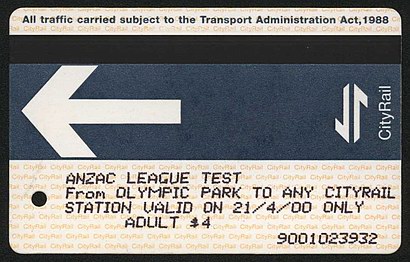 All traffic carried subject to the Transport Administration Act,1988
CityRail
ANZAC LEAGUE TEST
From OLYMPIC PARK TO ANY CITYRAIL
STATION VALID ON 21/4/00 ONLY
ADULT $4
9001023932